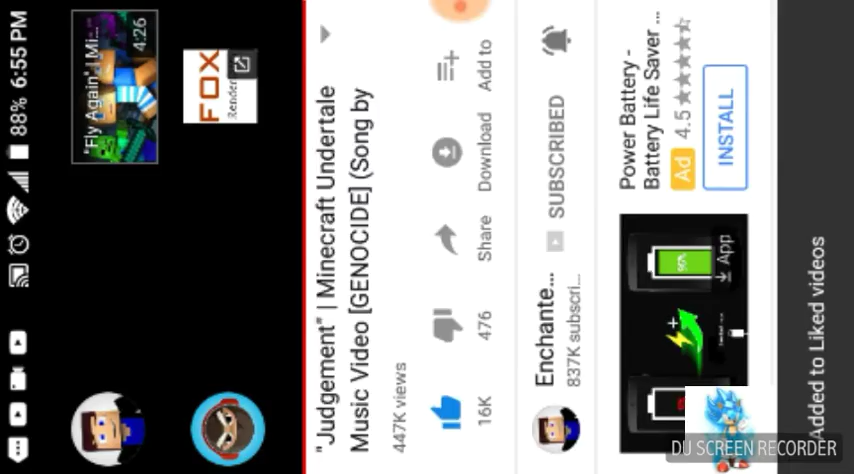 88% 6:55 PM
"Fly Again" | Mi...
4:26
FOX
Render
"Judgement" | Minecraft Undertale
Music Video [GENOCIDE] (Song by
447K views
16K
476
Share
Download
Add to
Enchante...
837K subscri...
SUBSCRIBED
App
Power Battery -
Battery Life Saver ...
Ad 4.5
INSTALL
Added to Liked videos
DU SCREEN RECORDER